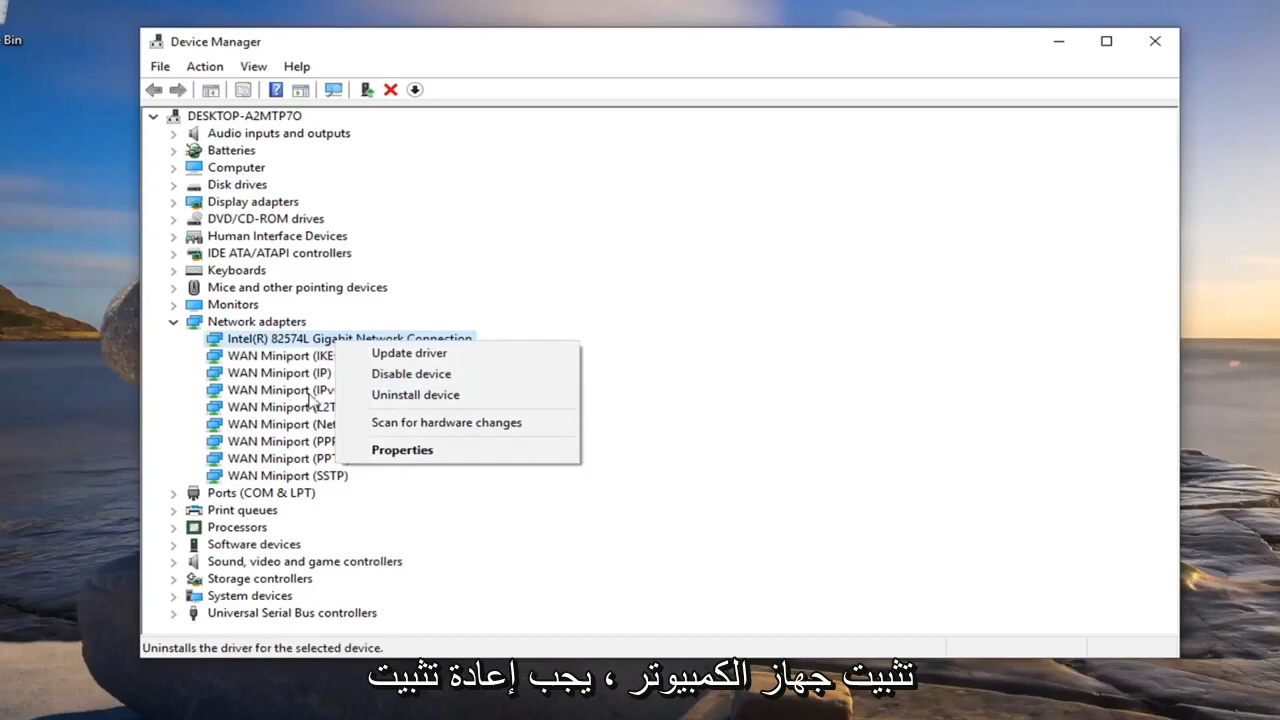 Bin
Device Manager
File Action View Help
DESKTOP-A2MTP7O
Audio inputs and outputs
Batteries
Computer
Disk drives
Display adapters
DVD/CD-ROM drives
Human Interface Devices
IDE ATA/ATAPI controllers
Keyboards
Mice and other pointing devices
Monitors
Network adapters
Intel(R) 82574L Gigabit Network Connection
WAN Miniport (IKE
WAN Miniport (IP)
WAN Miniport (IPv
WAN Miniport (L2T
WAN Miniport (Net
WAN Miniport (PPP
WAN Miniport (PPT
WAN Miniport (SSTP)
Update driver
Disable device
Uninstall device
Scan for hardware changes
Properties
Ports (COM & LPT)
Print queues
Processors
Software devices
Sound, video and game controllers
Storage controllers
System devices
Universal Serial Bus controllers
Uninstalls the driver for the selected device.
تثبيت جهاز الكمبيوتر ، يجب إعادة تثبيت